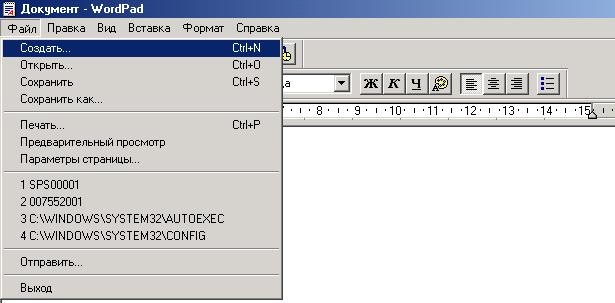 Документ - WordPad
Файл Правка Вид Вставка Формат Справка
Создать... Ctrl+N
Открыть... Ctrl+O
Сохранить Ctrl+S
Сохранить как...
Ж К Ч
8 9 10 11 12 13 14 15
Печать... Ctrl+P
Предварительный просмотр
Параметры страницы...
1 SPS00001
2 007552001
3 C:\WINDOWS\SYSTEM32\AUTOEXEC
4 C:\WINDOWS\SYSTEM32\CONFIG
Отправить...
Выход